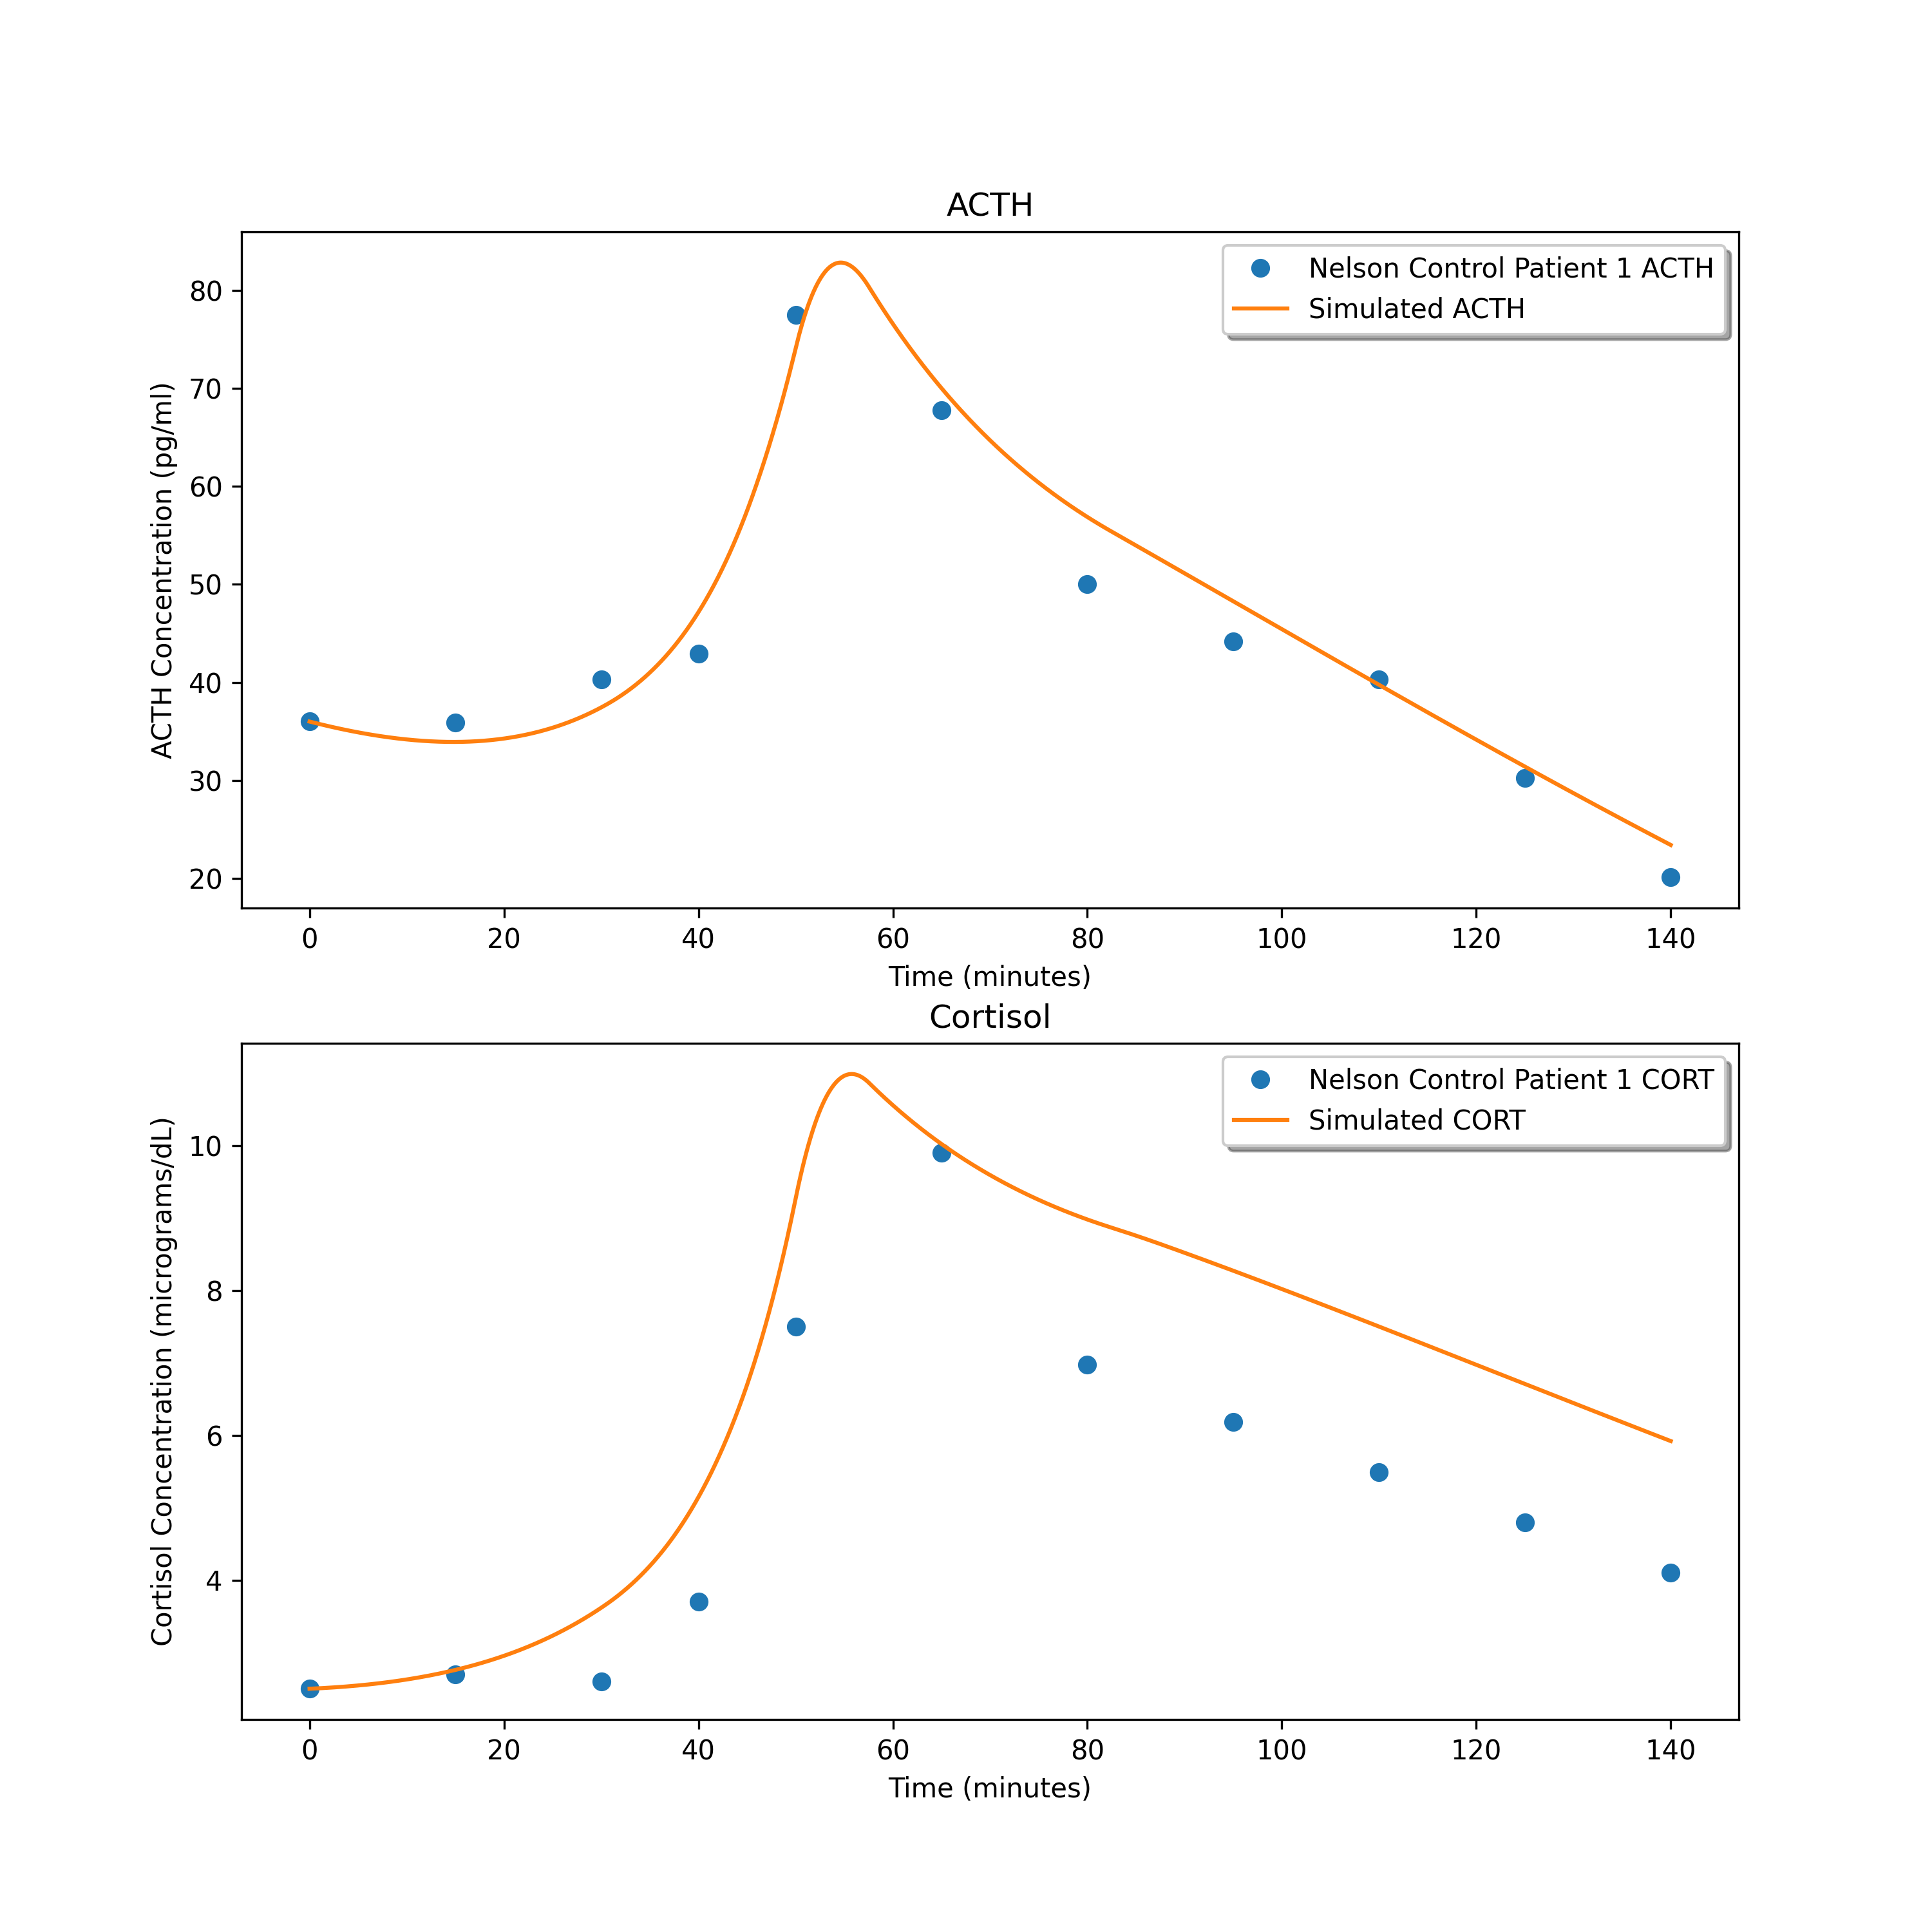 ACTH
Nelson Control Patient 1 ACTH
Simulated ACTH
ACTH Concentration (pg/ml)
80
70
60
50
40
30
20
0 20 40 60 80 100 120 140
Time (minutes)
Cortisol
Nelson Control Patient 1 CORT
Simulated CORT
Cortisol Concentration (micrograms/dL)
10
8
6
4
0 20 40 60 80 100 120 140
Time (minutes)